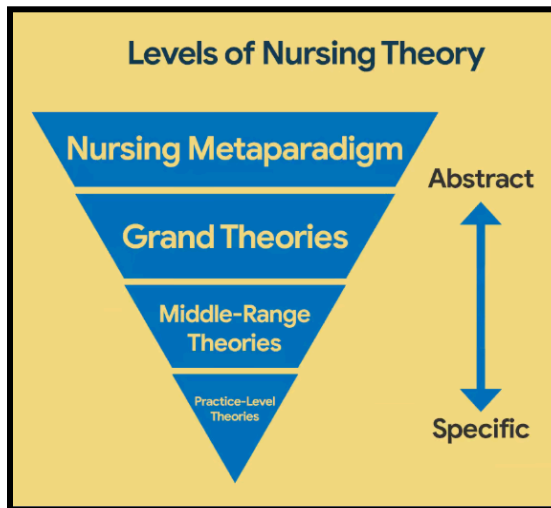 Levels of Nursing Theory
Nursing Metaparadigm
Abstract
Grand Theories
Middle-Range
Theories
Practice-Level
Theories
Specific